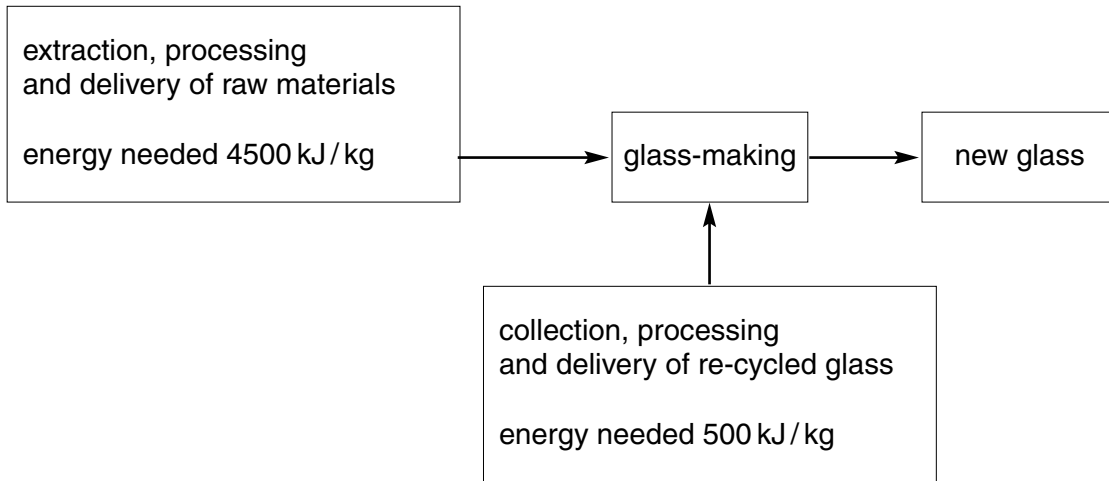 extraction, processing
and delivery of raw materials
energy needed 4500 kJ / kg
glass-making
new glass
collection, processing
and delivery of re-cycled glass
energy needed 500 kJ / kg